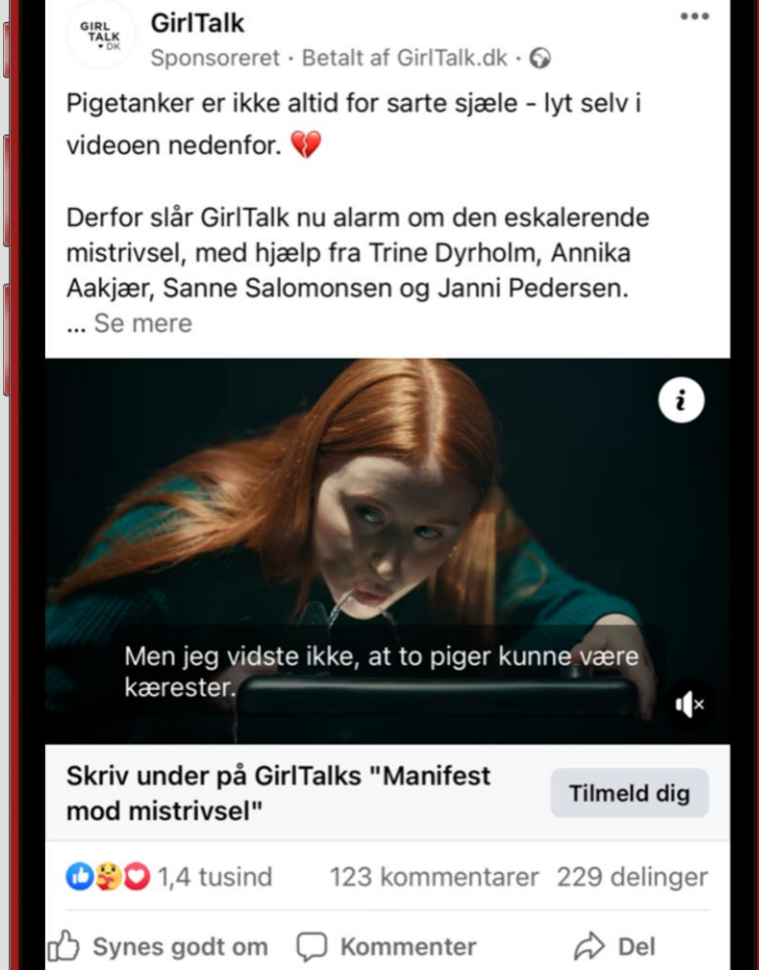 GIRL
TALK
DK
GirlTalk
Sponsoreret · Betalt af GirlTalk.dk ·
Pigetanker er ikke altid for sarte sjæle - lyt selv i
videoen nedenfor. 💔
Derfor slår GirlTalk nu alarm om den eskalerende
mistrivsel, med hjælp fra Trine Dyrholm, Annika
Aakjær, Sanne Salomonsen og Janni Pedersen.
... Se mere
Men jeg vidste ikke, at to piger kunne være
kærester.
Skriv under på GirlTalks "Manifest
mod mistrivsel"
Tilmeld dig
1,4 tusind 123 kommentarer 229 delinger
Synes godt om Kommenter Del